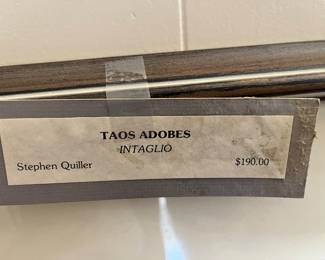 TAOS ADOBES
INTAGLIO
Stephen Quiller $190.00